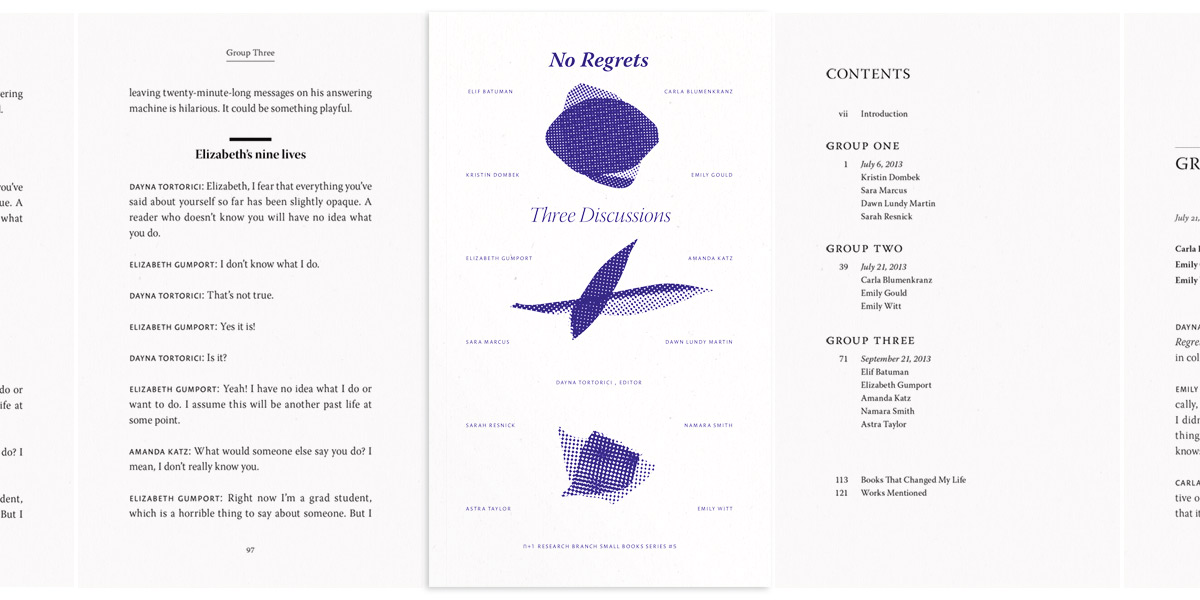 ering
l.
you've
ue. A
what
do or
ife at
do? I
dent,
But I
Group Three
leaving twenty-minute-long messages on his answering
machine is hilarious. It could be something playful.
Elizabeth's nine lives
DAYNA TORTORICI: Elizabeth, I fear that everything you've
said about yourself so far has been slightly opaque. A
reader who doesn't know you will have no idea what
you do.
ELIZABETH GUMPORT: I don't know what I do.
DAYNA TORTORICI: That's not true.
ELIZABETH GUMPORT: Yes it is!
DAYNA TORTORICI: Is it?
ELIZABETH GUMPORT: Yeah! I have no idea what I do or
want to do. I assume this will be another past life at
some point.
AMANDA KATZ: What would someone else say you do? I
mean, I don't really know you.
ELIZABETH GUMPORT: Right now I'm a grad student,
which is a horrible thing to say about someone. But I
97
No Regrets
ELIF BATUMAN
CARLA BLUMENKRANZ
KRISTIN DOMBEK
EMILY GOULD
Three Discussions
ELIZABETH GUMPORT
AMANDA KATZ
SARA MARCUS
DAWN LUNDY MARTIN
DAYNA TORTORICI, EDITOR
SARAH RESNICK
NAMARA SMITH
ASTRA TAYLOR
EMILY WITT
n+1 RESEARCH BRANCH SMALL BOOKS SERIES #5
CONTENTS
vii Introduction
GROUP ONE
1 July 6, 2013
Kristin Dombek
Sara Marcus
Dawn Lundy Martin
Sarah Resnick
GROUP TWO
39 July 21, 2013
Carla Blumenkranz
Emily Gould
Emily Witt
GROUP THREE
71 September 21, 2013
Elif Batuman
Elizabeth Gumport
Amanda Katz
Namara Smith
Astra Taylor
113 Books That Changed My Life
121 Works Mentioned
GR
July 21,
Carla
Emily
Emily
DAYNA
Regre
in col
EMILY
cally,
I didn
thing
know
CARLA
tive o
that it